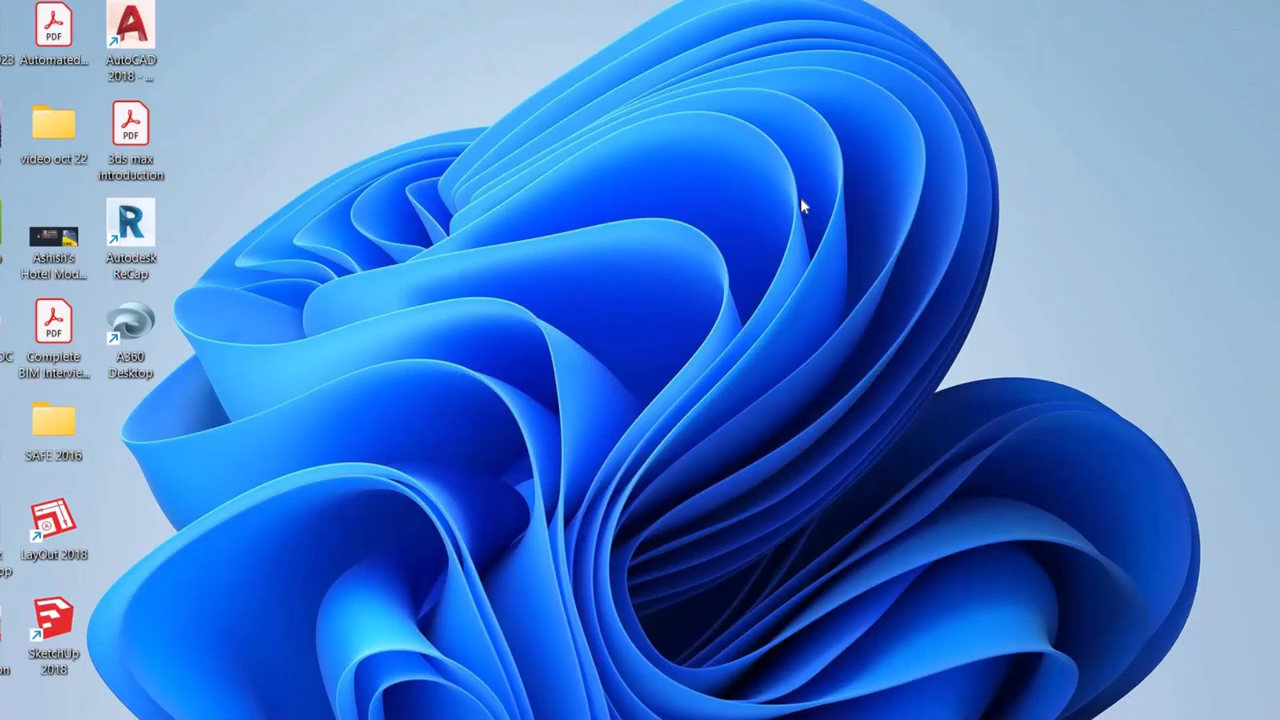 023
Automated...
AutoCAD
2018 - ...
video oct 22
PDF
3ds max
introduction
Ashish's
Hotel Mod...
Autodesk
ReCap
PDF
Complete
BIM Intervie...
A360
Desktop
SAFE 2016
LayOut 2018
SketchUp
2018
PDF